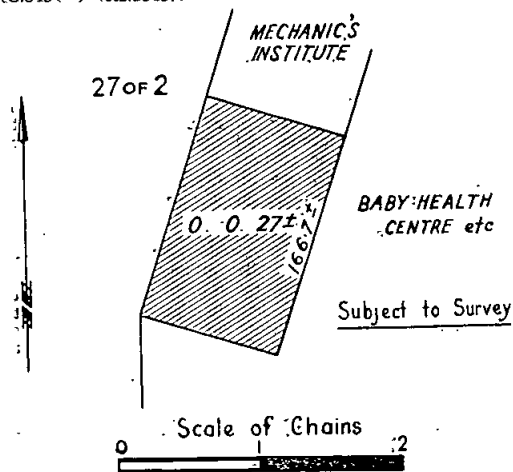 MECHANIC'S
INSTITUTE
27 OF 2
BABY HEALTH
CENTRE etc
0. 0. 27±
166.7±
Subject to Survey
Scale of Chains
0 1 2